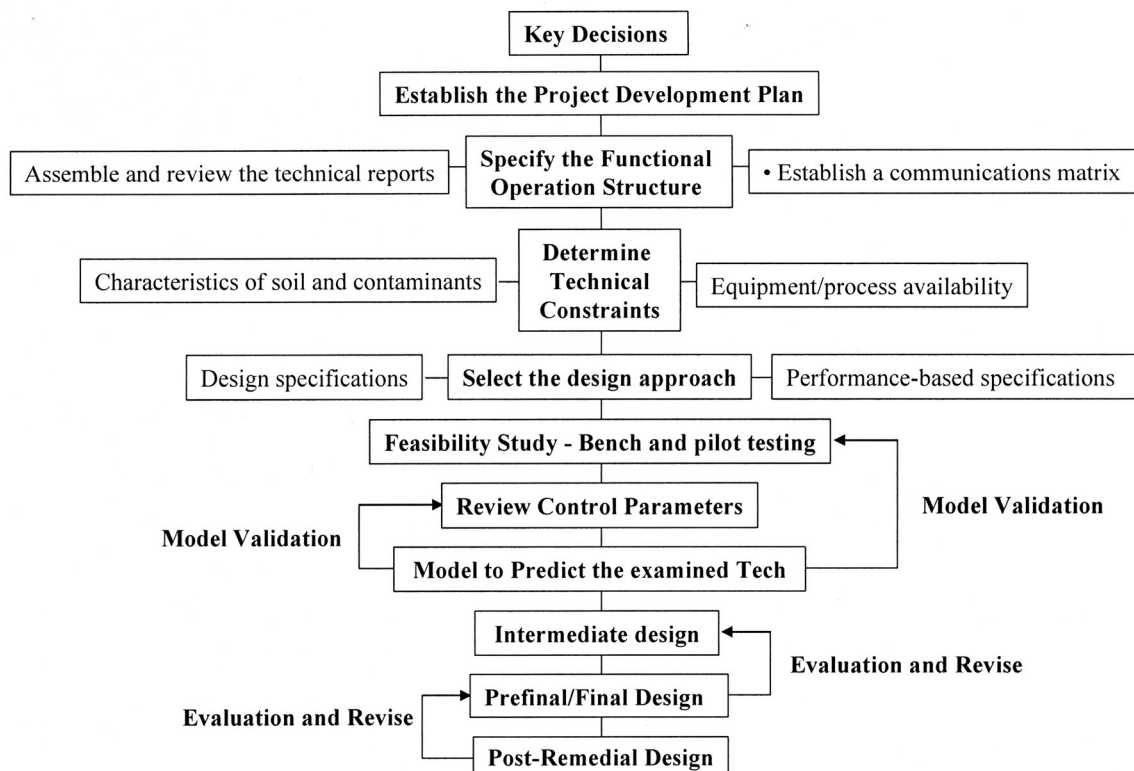 Key Decisions
Establish the Project Development Plan
Assemble and review the technical reports
Specify the Functional
Operation Structure
• Establish a communications matrix
Characteristics of soil and contaminants
Determine
Technical
Constraints
Equipment/process availability
Design specifications
Select the design approach
Performance-based specifications
Feasibility Study - Bench and pilot testing
Review Control Parameters
Model Validation
Model Validation
Model to Predict the examined Tech
Intermediate design
Evaluation and Revise
Prefinal/Final Design
Evaluation and Revise
Post-Remedial Design